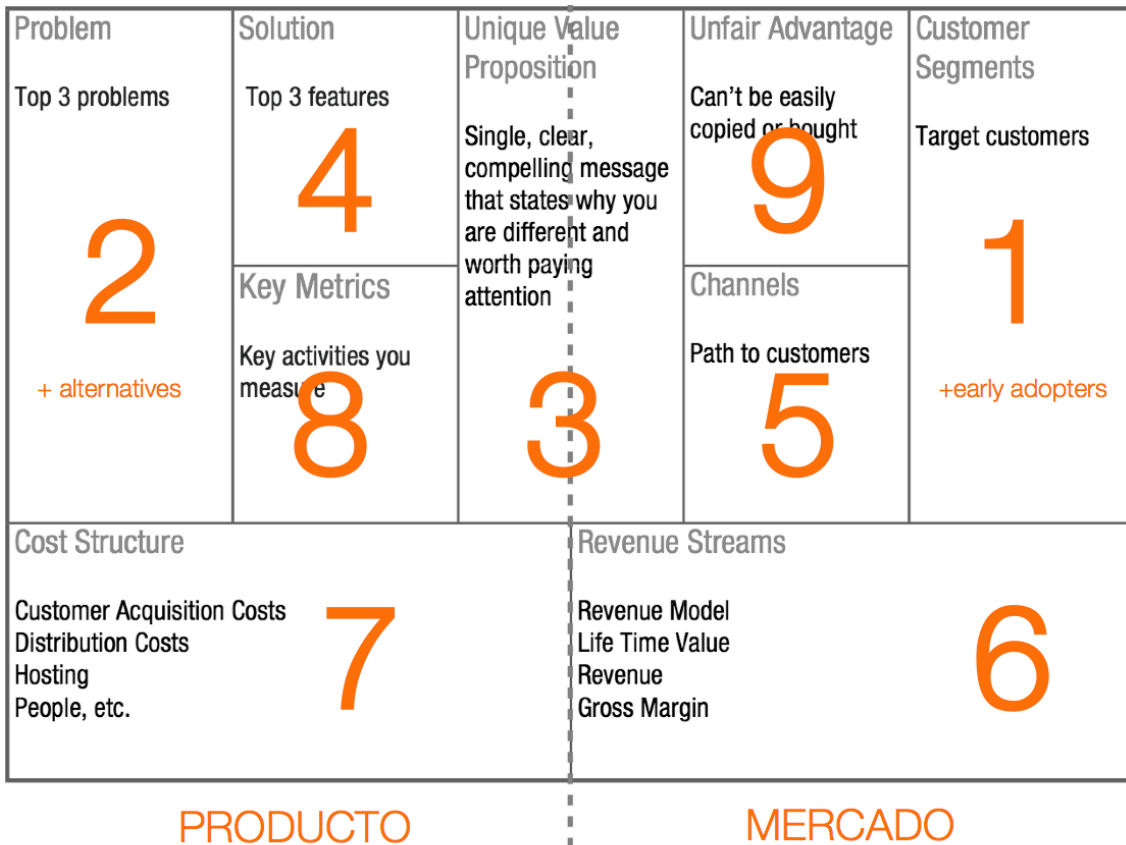 Problem
Top 3 problems
2
+ alternatives
Solution
Top 3 features
4
Key Metrics
Key activities you
measure
8
Unique Value
Proposition
Single, clear,
compelling message
that states why you
are different and
worth paying
attention
3
Unfair Advantage
Can't be easily
copied or bought
9
Channels
Path to customers
5
Customer
Segments
Target customers
1
+early adopters
Cost Structure
Customer Acquisition Costs
Distribution Costs
Hosting
People, etc.
7
Revenue Streams
Revenue Model
Life Time Value
Revenue
Gross Margin
6
PRODUCTO
MERCADO